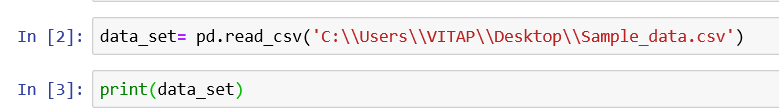 In [2]: data_set= pd.read_csv('C:\\Users\\VITAP\\Desktop\\Sample_data.csv')
In [3]: print(data_set)